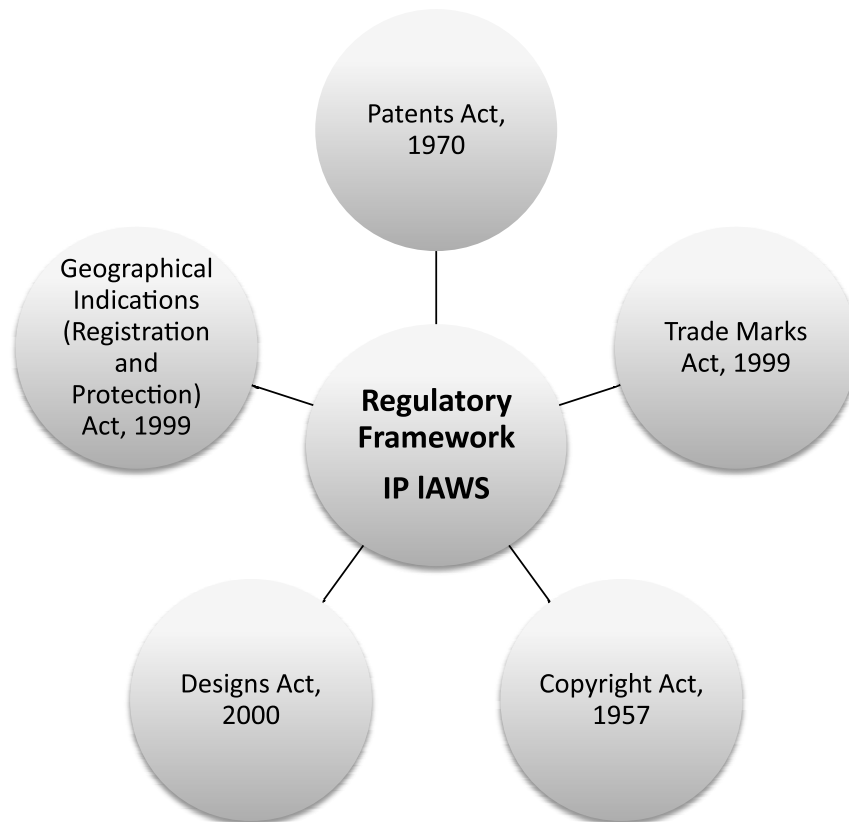 Patents Act,
1970
Geographical
Indications
(Registration
and
Protection)
Act, 1999
Trade Marks
Act, 1999
Regulatory
Framework
IP lAWS
Designs Act,
2000
Copyright Act,
1957